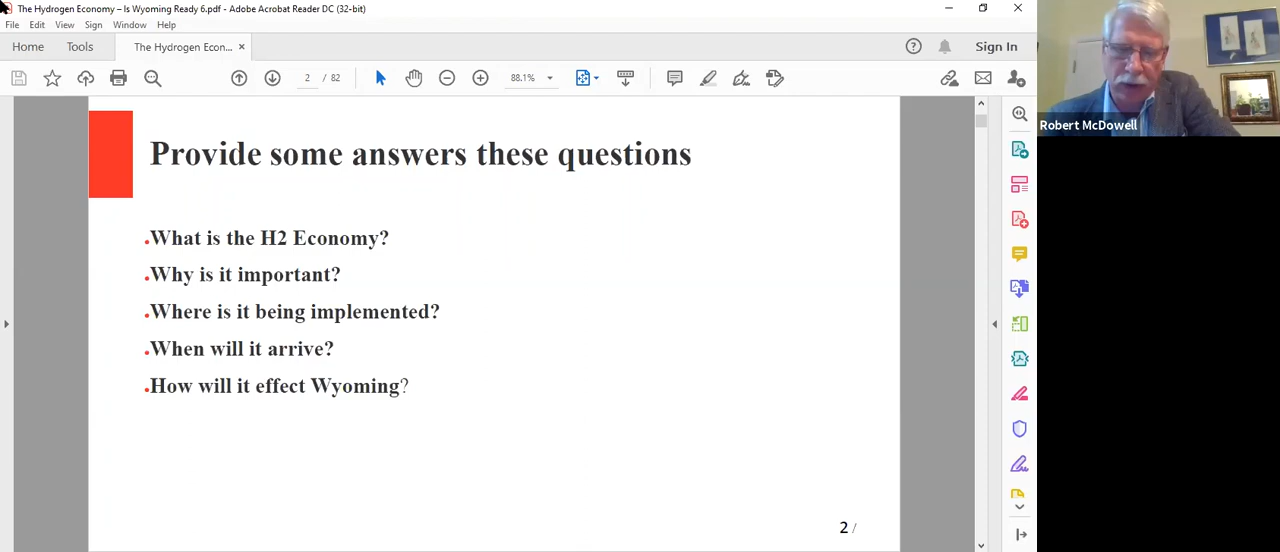 The Hydrogen Economy – Is Wyoming Ready 6.pdf - Adobe Acrobat Reader DC (32-bit)
File Edit View Sign Window Help
Home Tools The Hydrogen Econ... × Sign In
2 / 82 88.1%
Provide some answers these questions
.What is the H2 Economy?
.Why is it important?
.Where is it being implemented?
.When will it arrive?
.How will it effect Wyoming?
2 /
Robert McDowell